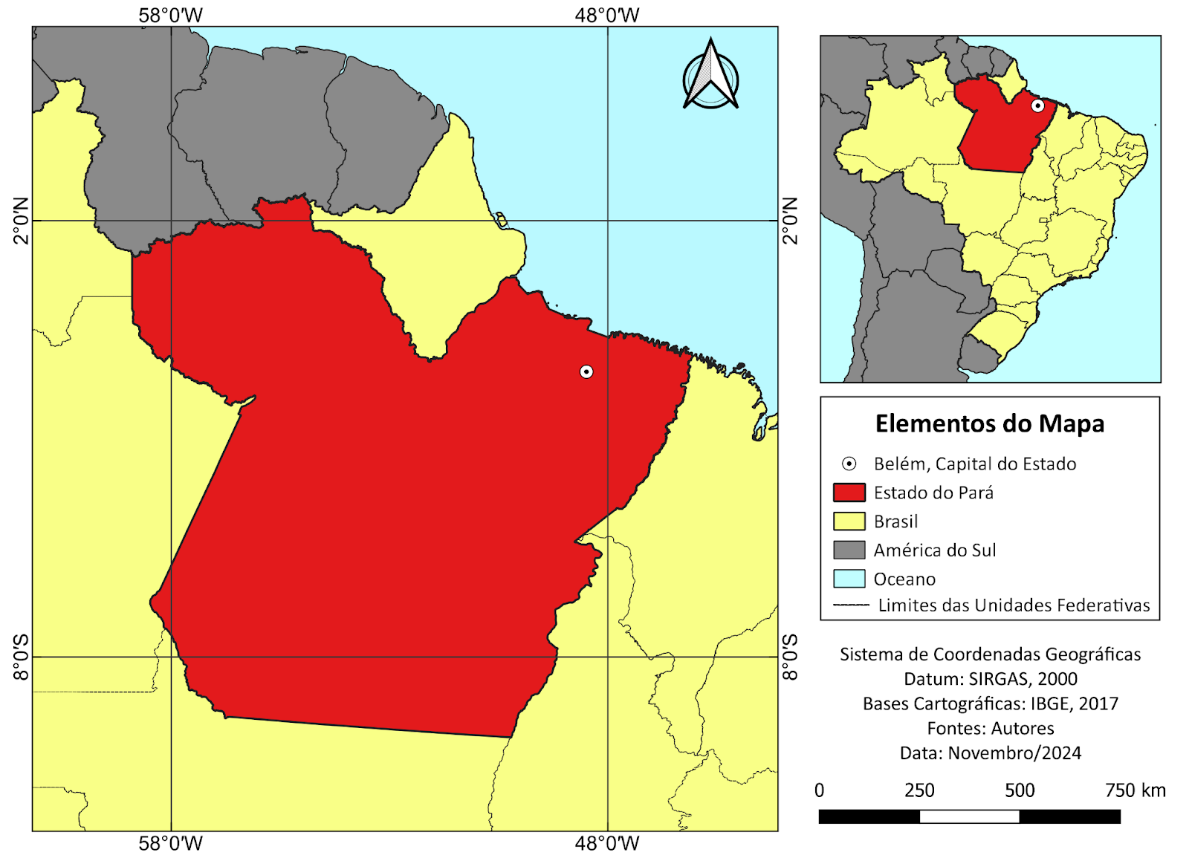 58°0'W
48°0'W
2°0'N
2°0'N
8°0'S
8°0'S
58°0'W
48°0'W
Elementos do Mapa
Belém, Capital do Estado
Estado do Pará
Brasil
América do Sul
Oceano
Limites das Unidades Federativas
Sistema de Coordenadas Geográficas
Datum: SIRGAS, 2000
Bases Cartográficas: IBGE, 2017
Fontes: Autores
Data: Novembro/2024
0 250 500 750 km